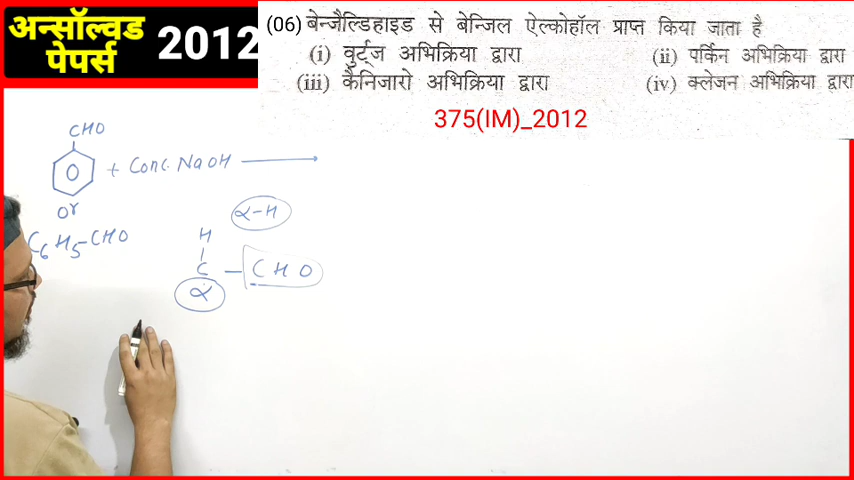 अन्सॉल्वड
पेपर्स 2012
(06) बेन्जैल्डिहाइड से बेन्जिल ऐल्कोहॉल प्राप्त किया जाता है
(i) वुर्ट्ज अभिक्रिया द्वारा (ii) पर्किन अभिक्रिया द्वारा
(iii) कैनिजारो अभिक्रिया द्वारा (iv) क्लेजन अभिक्रिया द्वारा
375(IM)_2012
CHO
+ Conc. NaOH
or
C6H5-CHO
α-H
H
C - CHO
α